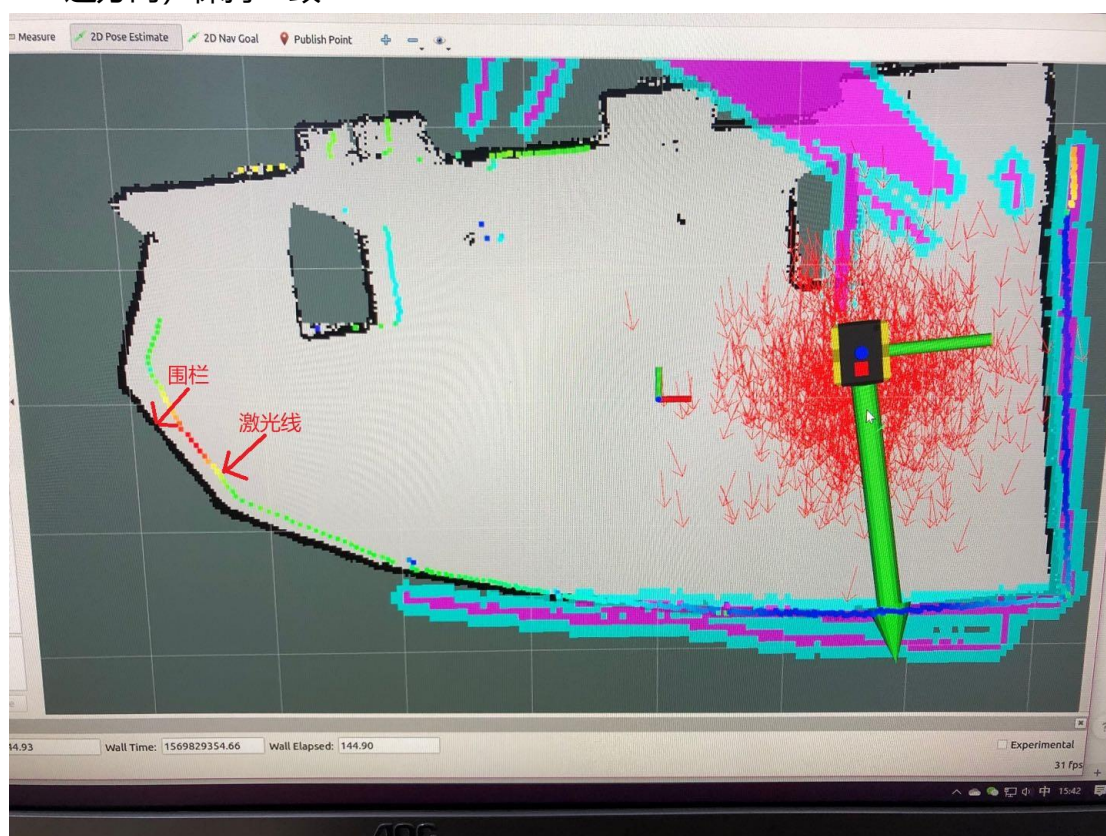 Measure 2D Pose Estimate 2D Nav Goal Publish Point
围栏
激光线
44.93 Wall Time: 1569829354.66 Wall Elapsed: 144.90 Experimental
31 fps
中 15:42
AOC